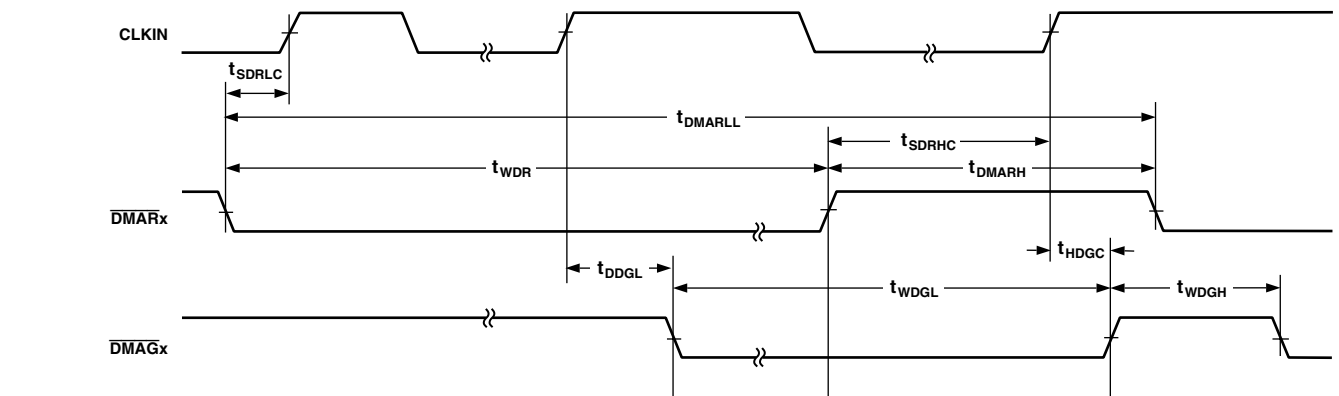 CLKIN
tSDRLC
tDMARLL
tSDRHC
tWDR
tDMARH
DMARx
tHDGC
tDDGL
tWDGL
tWDGH
DMAGx